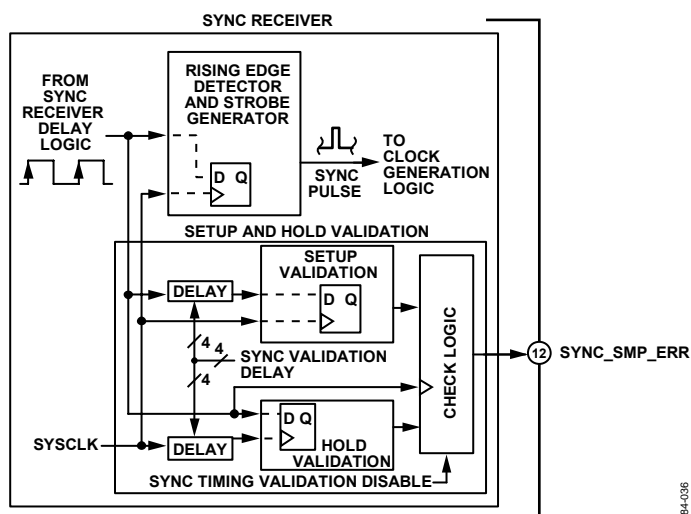 SYNC RECEIVER
FROM
SYNC
RECEIVER
DELAY
LOGIC
RISING EDGE
DETECTOR
AND STROBE
GENERATOR
D Q
SYNC
PULSE
TO
CLOCK
GENERATION
LOGIC
SETUP AND HOLD VALIDATION
DELAY
SETUP
VALIDATION
D Q
4
4
4
SYNC VALIDATION
DELAY
CHECK LOGIC
12 SYNC_SMP_ERR
SYSCLK
DELAY
D Q
HOLD
VALIDATION
SYNC TIMING VALIDATION DISABLE
84-036